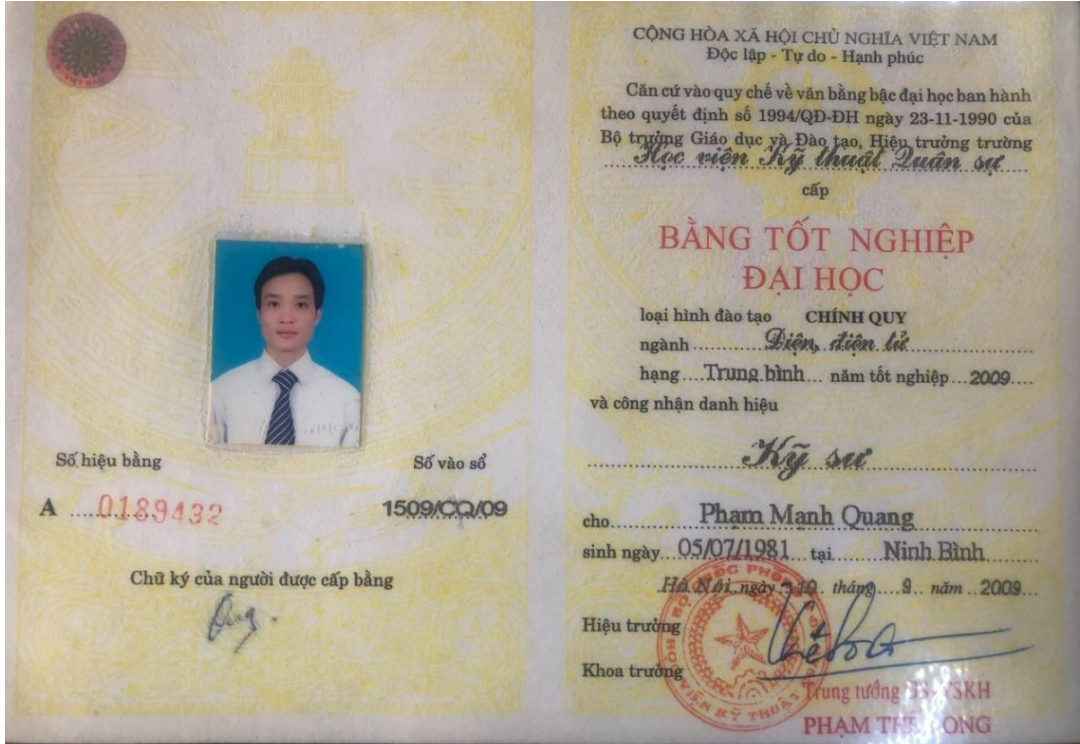 Số hiệu bằng
Số vào sổ
A ...0189432
1509/CQ/09
Chữ ký của người được cấp bằng
CỘNG HÒA XÃ HỘI CHỦ NGHĨA VIỆT NAM
Độc lập - Tự do - Hạnh phúc
Căn cứ vào quy chế về văn bằng bậc đại học ban hành
theo quyết định số 1994/QĐ-ĐH ngày 23-11-1990 của
Bộ trưởng Giáo dục và Đào tạo, Hiệu trưởng trường
Học viện Kỹ thuật Quân sự
cấp
BẰNG TỐT NGHIỆP
ĐẠI HỌC
loại hình đào tạo CHÍNH QUY
ngành Điện, điện tử
hạng Trung bình năm tốt nghiệp 2009
và công nhận danh hiệu
Kỹ sư
cho Phạm Mạnh Quang
sinh ngày 05/07/1981 tại Ninh Bình
Hà Nội, ngày tháng 9 năm 2009
Hiệu trưởng
Khoa trưởng
Trung tướng TSKH
PHẠM THẾ